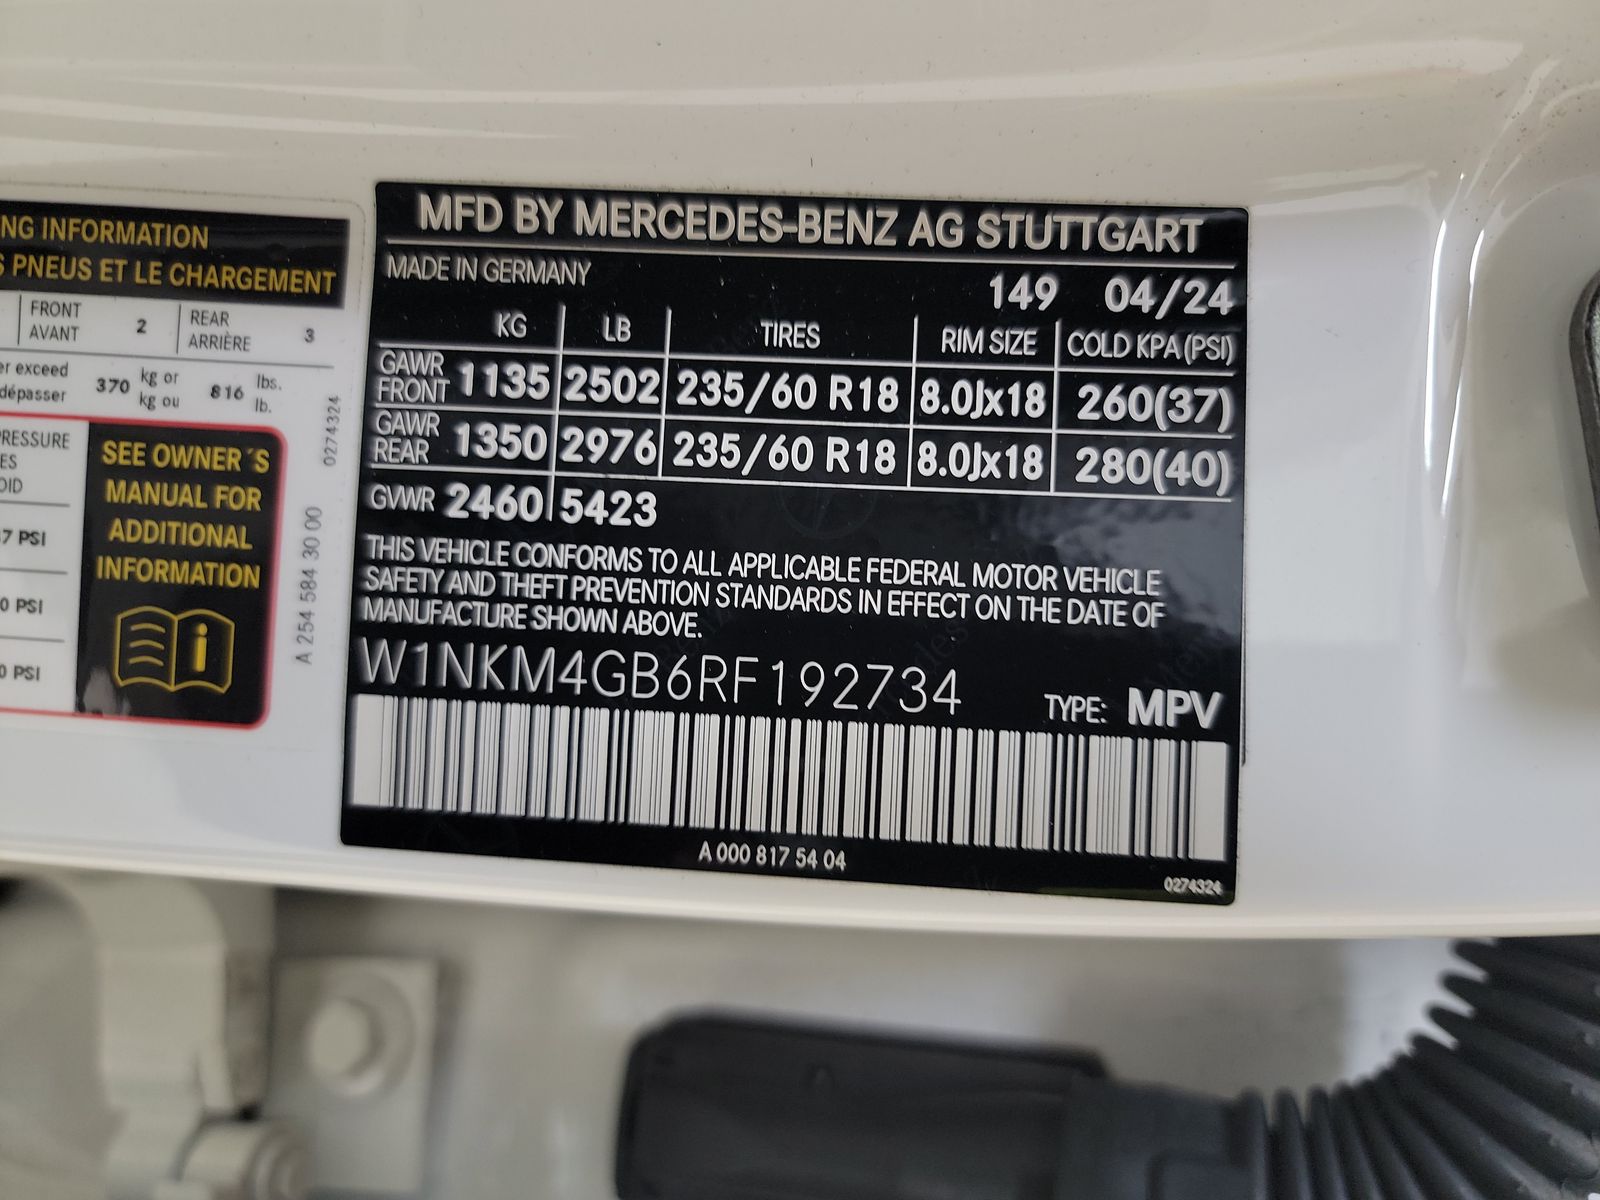 NG INFORMATION
S PNEUS ET LE CHARGEMENT
FRONT
AVANT
2
REAR
ARRIÈRE
3
er exceed
dépasser
370
kg or
kg ou
816
lbs.
lb.
0274324
PRESSURE
ES
OID
7 PSI
0 PSI
0 PSI
SEE OWNER´S
MANUAL FOR
ADDITIONAL
INFORMATION
i
A 254 584 30 00
MFD BY MERCEDES-BENZ AG STUTTGART
MADE IN GERMANY
149 04/24
KG LB TIRES RIM SIZE COLD KPA(PSI)
GAWR
FRONT 1135 2502 235/60 R18 8.0Jx18 260(37)
GAWR
REAR 1350 2976 235/60 R18 8.0Jx18 280(40)
GVWR 2460 5423
THIS VEHICLE CONFORMS TO ALL APPLICABLE FEDERAL MOTOR VEHICLE
SAFETY AND THEFT PREVENTION STANDARDS IN EFFECT ON THE DATE OF
MANUFACTURE SHOWN ABOVE.
W1NKM4GB6RF192734
TYPE: MPV
A 000 817 54 04
0274324